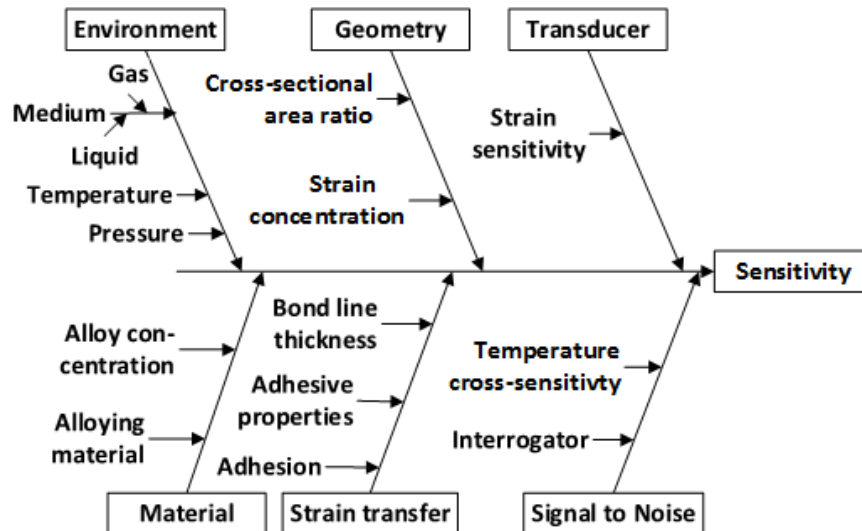 Environment
Geometry
Transducer
Gas
Medium
Liquid
Temperature
Pressure
Cross-sectional
area ratio
Strain
concentration
Strain
sensitivity
Sensitivity
Alloy con-
centration
Alloying
material
Bond line
thickness
Adhesive
properties
Adhesion
Temperature
cross-sensitivty
Interrogator
Material
Strain transfer
Signal to Noise